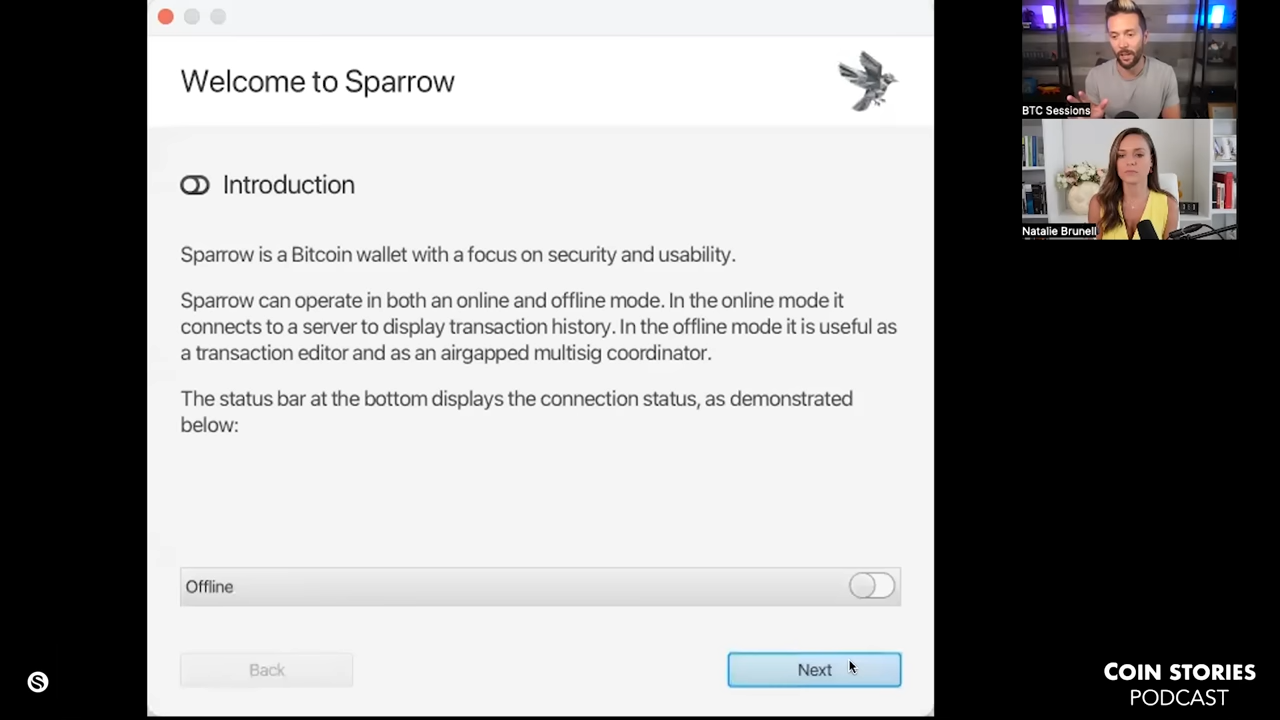 Welcome to Sparrow
Introduction
Sparrow is a Bitcoin wallet with a focus on security and usability.
Sparrow can operate in both an online and offline mode. In the online mode it
connects to a server to display transaction history. In the offline mode it is useful as
a transaction editor and as an airgapped multisig coordinator.
The status bar at the bottom displays the connection status, as demonstrated
below:
Offline
Back
Next
BTC Sessions
Natalie Brunell
COIN STORIES
PODCAST